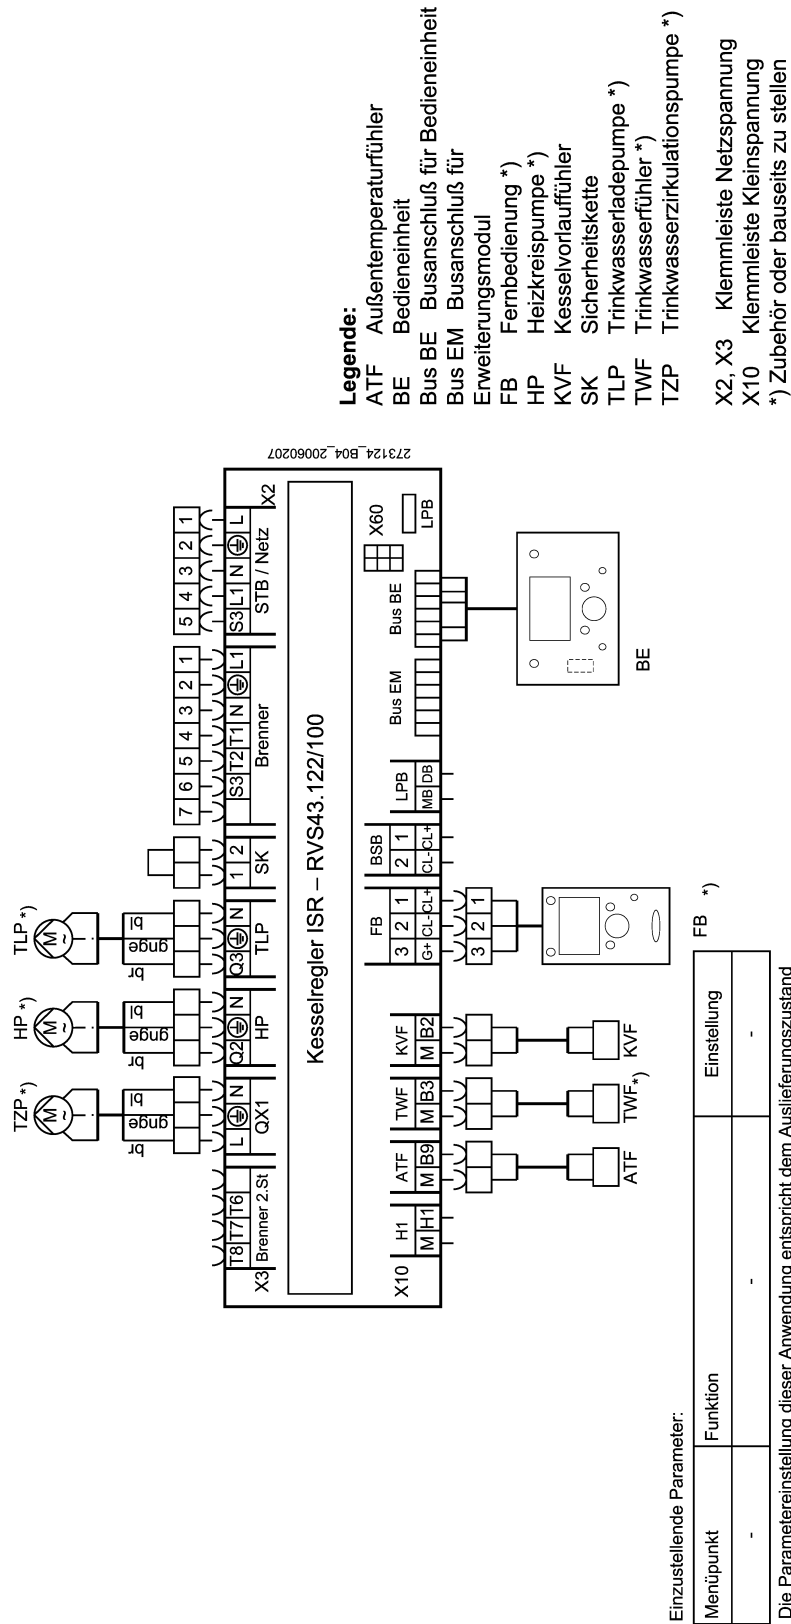 TZP *)
HP *)
TLP *)
M
~
M
~
M
~
br
gnge
bl
br
gnge
bl
br
gnge
bl
7 6 5 4 3 2 1
5 4 3 2 1
T8 T7 T6
L N
Q2 N
Q3 N
1 2
S3 T2 T1 N L1
S3 L1 N L
X3
Brenner 2.St
QX1
HP
TLP
SK
Brenner
STB / Netz
X2
Kesselregler ISR – RVS43.122/100
273124_B04_20060207
X10
H1
ATF
TWF
KVF
FB
BSB
LPB
Bus EM
Bus BE
X60
LPB
M H1
M B9
M B3
M B2
3 2 1
G+ CL- CL+
2 1
CL- CL+
MB DB
3 2 1
ATF
TWF *)
KVF
FB *)
BE
Legende:
ATF Außentemperaturfühler
BE Bedieneinheit
Bus BE Busanschluß für Bedieneinheit
Bus EM Busanschluß für
Erweiterungsmodul
FB Fernbedienung *)
HP Heizkreispumpe *)
KVF Kesselvorlauffühler
SK Sicherheitskette
TLP Trinkwasserladepumpe *)
TWF Trinkwasserfühler *)
TZP Trinkwasserzirkulationspumpe *)
X2, X3 Klemmleiste Netzspannung
X10 Klemmleiste Kleinspannung
*) Zubehör oder bauseits zu stellen
Einzustellende Parameter:
Menüpunkt Funktion Einstellung
- - -
Die Parametereinstellung dieser Anwendung entspricht dem Auslieferungszustand